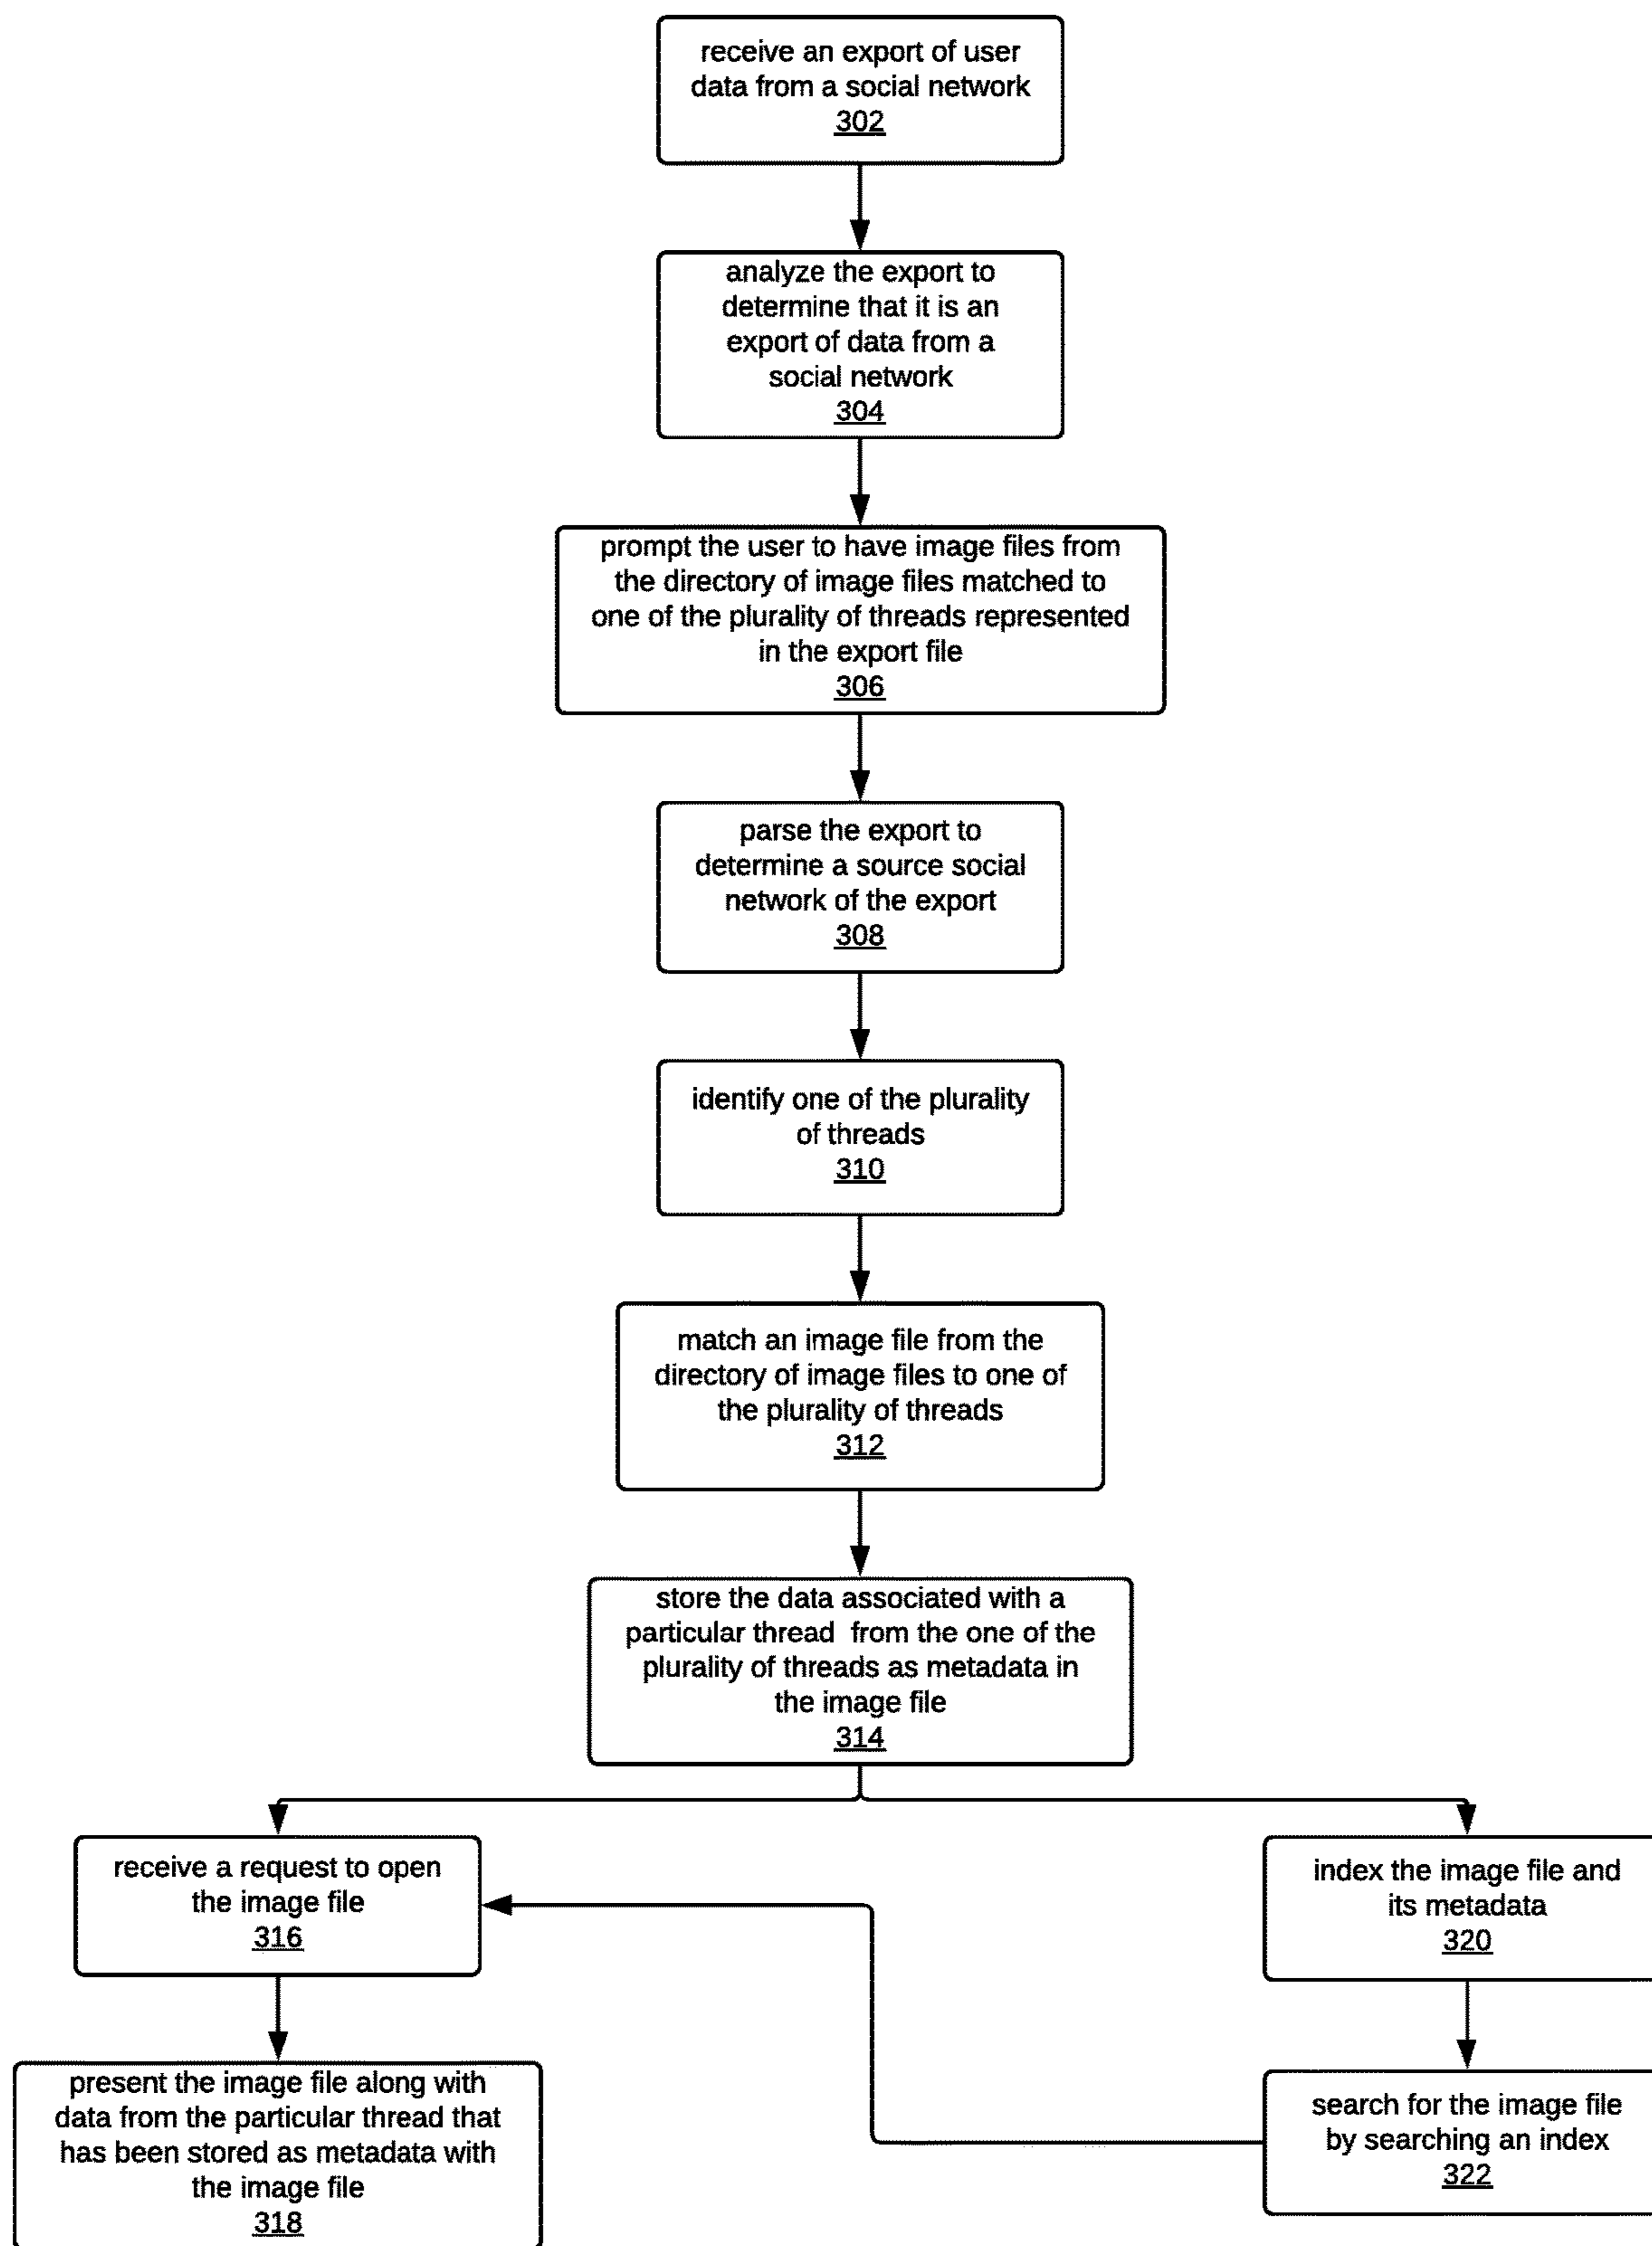 receive an export of user
data from a social network
302
analyze the export to
determine that it is an
export of data from a
social network
304
prompt the user to have image files from
the directory of image files matched to
one of the plurality of threads represented
in the export file
306
parse the export to
determine a source social
network of the export
308
identify one of the plurality
of threads
310
match an image file from the
directory of image files to one of
the plurality of threads
312
store the data associated with a
particular thread from the one of the
plurality of threads as metadata in
the image file
314
receive a request to open
the image file
316
present the image file along with
data from the particular thread that
has been stored as metadata with
the image file
318
index the image file and
its metadata
320
search for the image file
by searching an index
322